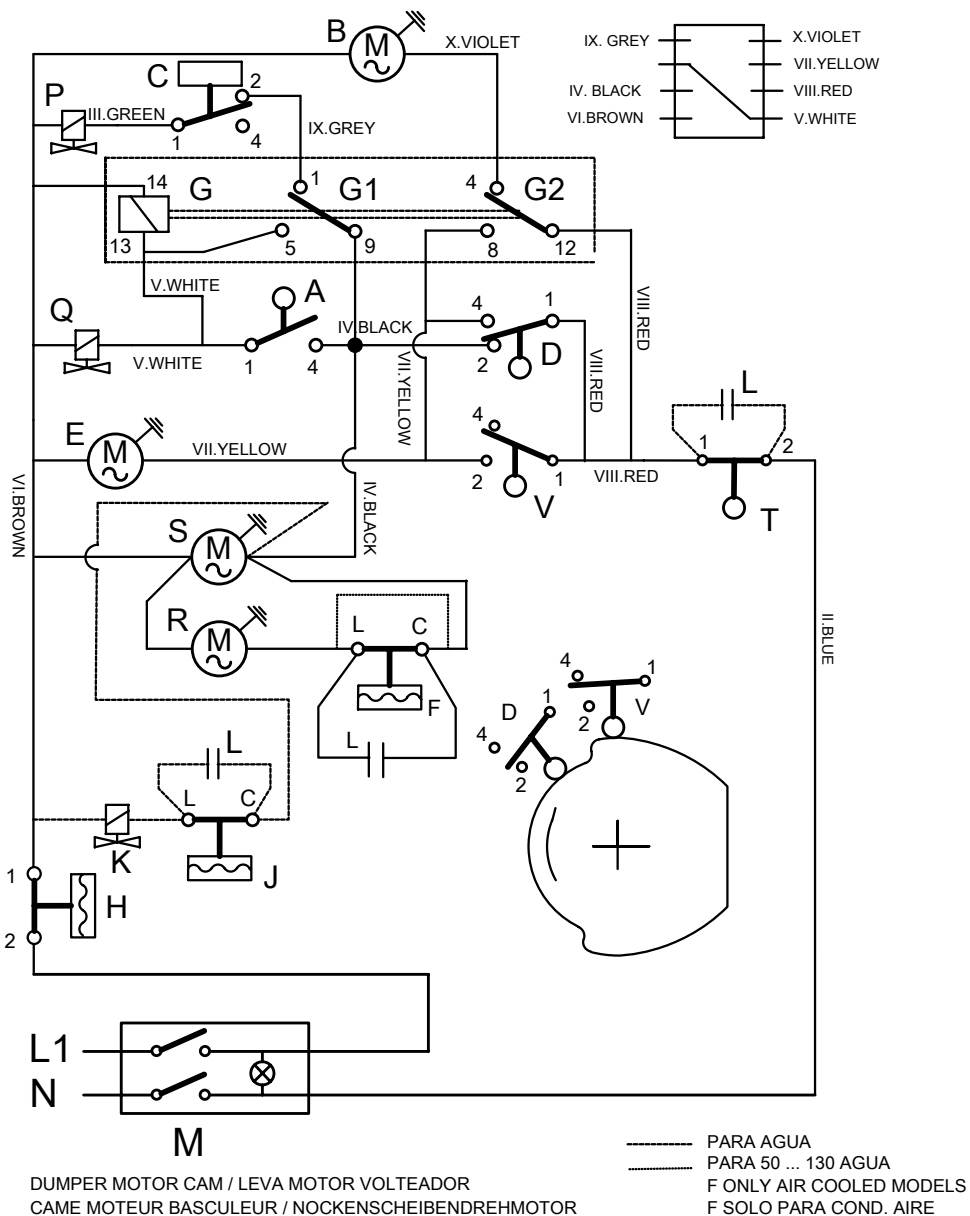 B
M
X.VIOLET
IX. GREY
X.VIOLET
VII.YELLOW
IV. BLACK
VIII.RED
VI.BROWN
V.WHITE
C
2
P
III.GREEN
1
4
IX.GREY
14
G
1
G1
4
G2
13
5
9
8
12
V.WHITE
Q
A
IV.BLACK
4
1
VIII.RED
V.WHITE
1
4
2
D
VII.YELLOW
VIII.RED
L
E
M
VII.YELLOW
4
2
1
V
VIII.RED
1
2
T
VI.BROWN
S
M
IV.BLACK
R
M
L
C
F
L
II.BLUE
4
1
V
2
D
1
4
2
L
L
C
K
J
1
H
2
L1
N
M
PARA AGUA
PARA 50 ... 130 AGUA
DUMPER MOTOR CAM / LEVA MOTOR VOLTEADOR
F ONLY AIR COOLED MODELS
CAME MOTEUR BASCULEUR / NOCKENSCHEIBENDREHMOTOR
F SOLO PARA COND. AIRE